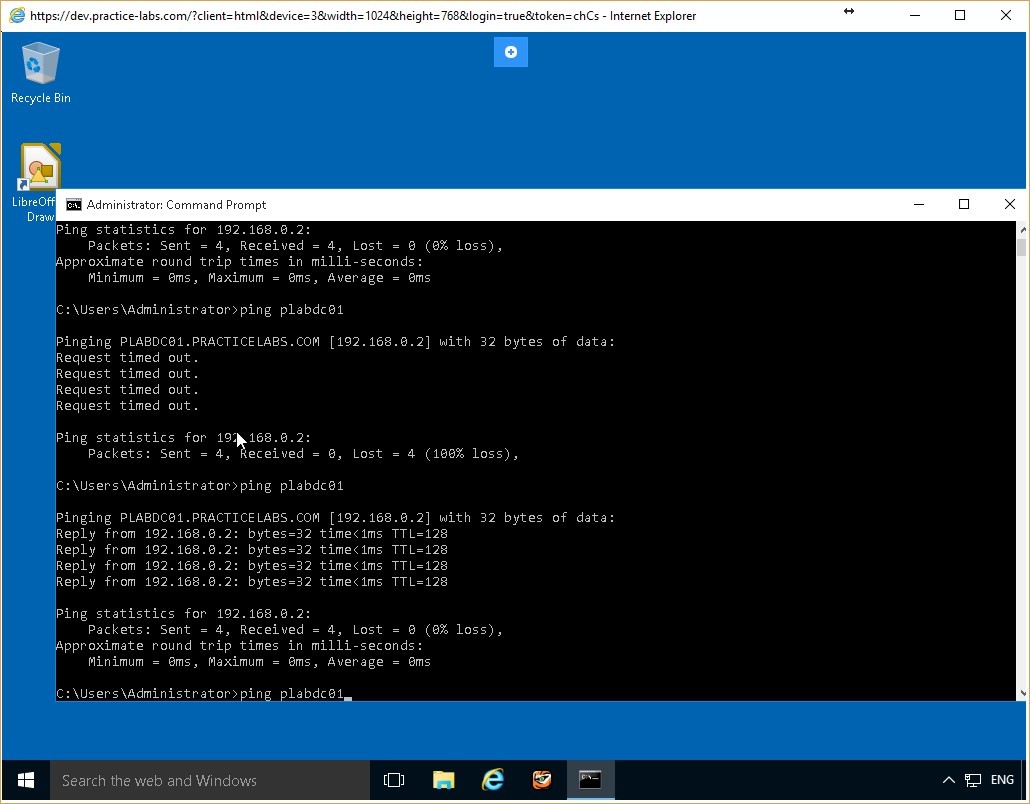 https://dev.practice-labs.com/?client=html&device=3&width=1024&height=768&login=true&token=chCs - Internet Explorer
Recycle Bin
LibreOff
Draw
Administrator: Command Prompt
Ping statistics for 192.168.0.2:
    Packets: Sent = 4, Received = 4, Lost = 0 (0% loss),
Approximate round trip times in milli-seconds:
    Minimum = 0ms, Maximum = 0ms, Average = 0ms
C:\Users\Administrator>ping plabdc01
Pinging PLABDC01.PRACTICELABS.COM [192.168.0.2] with 32 bytes of data:
Request timed out.
Request timed out.
Request timed out.
Request timed out.
Ping statistics for 192.168.0.2:
    Packets: Sent = 4, Received = 0, Lost = 4 (100% loss),
C:\Users\Administrator>ping plabdc01
Pinging PLABDC01.PRACTICELABS.COM [192.168.0.2] with 32 bytes of data:
Reply from 192.168.0.2: bytes=32 time<1ms TTL=128
Reply from 192.168.0.2: bytes=32 time<1ms TTL=128
Reply from 192.168.0.2: bytes=32 time<1ms TTL=128
Reply from 192.168.0.2: bytes=32 time<1ms TTL=128
Ping statistics for 192.168.0.2:
    Packets: Sent = 4, Received = 4, Lost = 0 (0% loss),
Approximate round trip times in milli-seconds:
    Minimum = 0ms, Maximum = 0ms, Average = 0ms
C:\Users\Administrator>ping plabdc01_
Search the web and Windows
ENG